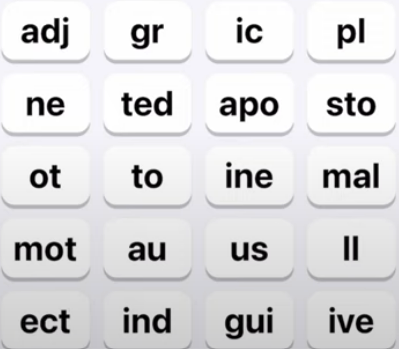 adj gr ic pl
ne ted apo sto
ot to ine mal
mot au us ll
ect ind gui ive